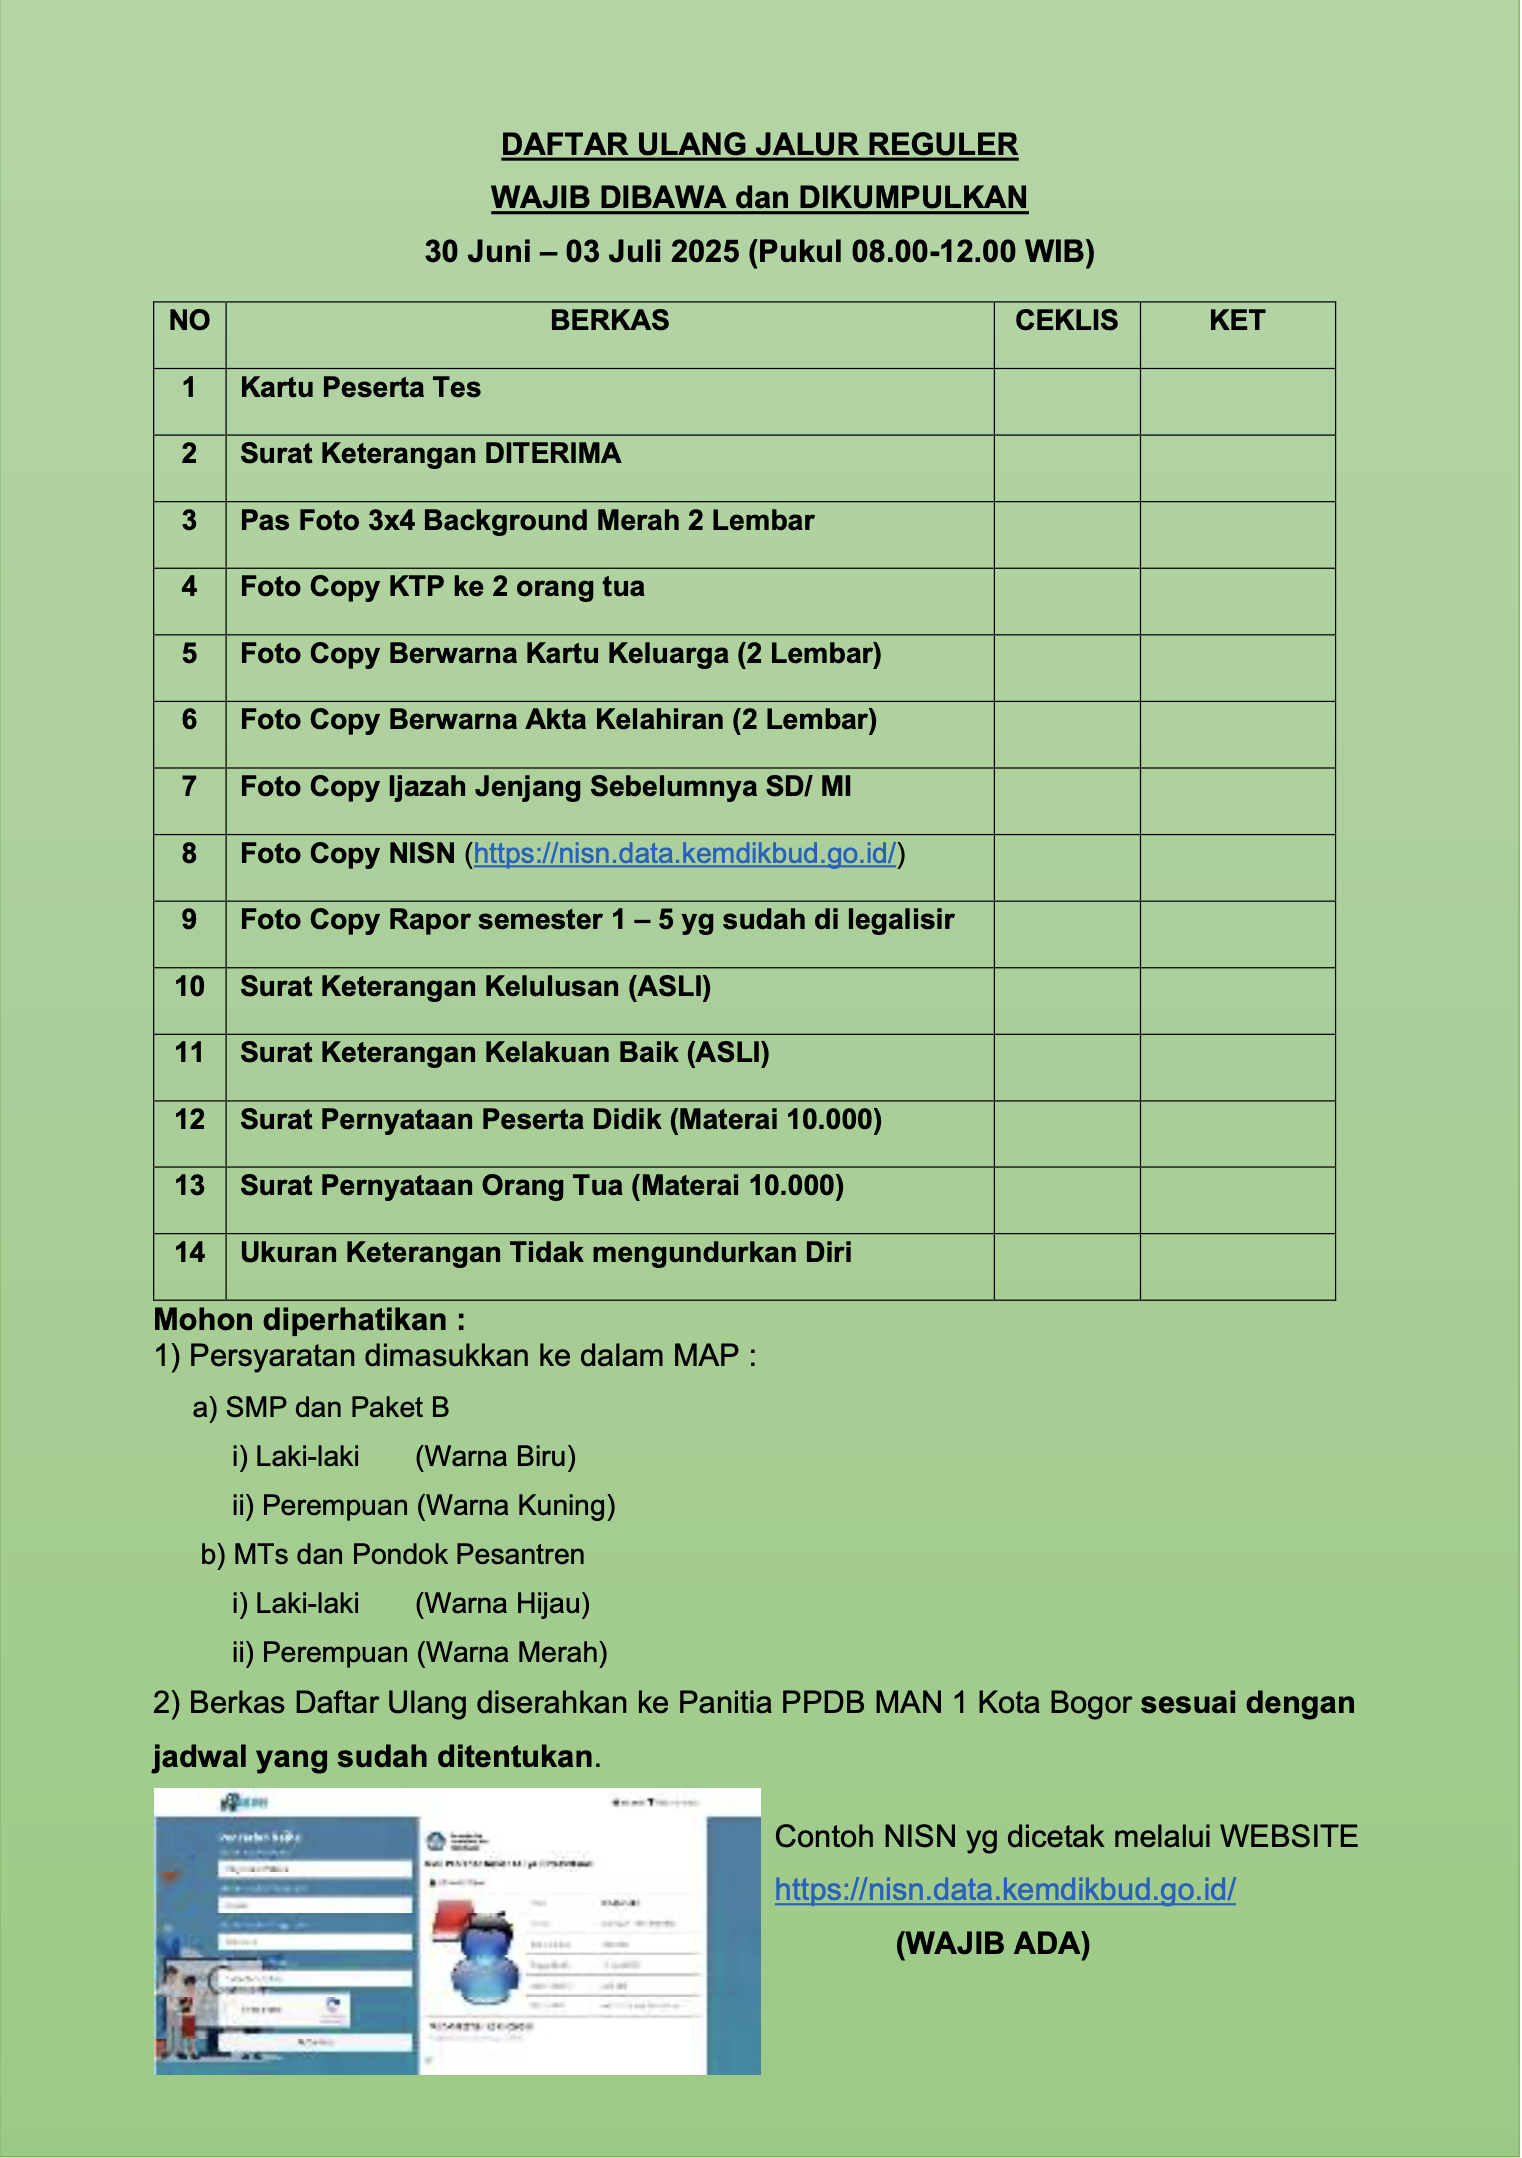 DAFTAR ULANG JALUR REGULER
WAJIB DIBAWA dan DIKUMPULKAN
30 Juni – 03 Juli 2025 (Pukul 08.00-12.00 WIB)
NO BERKAS CEKLIS KET
1 Kartu Peserta Tes
2 Surat Keterangan DITERIMA
3 Pas Foto 3x4 Background Merah 2 Lembar
4 Foto Copy KTP ke 2 orang tua
5 Foto Copy Berwarna Kartu Keluarga (2 Lembar)
6 Foto Copy Berwarna Akta Kelahiran (2 Lembar)
7 Foto Copy Ijazah Jenjang Sebelumnya SD/ MI
8 Foto Copy NISN (https://nisn.data.kemdikbud.go.id/)
9 Foto Copy Rapor semester 1 – 5 yg sudah di legalisir
10 Surat Keterangan Kelulusan (ASLI)
11 Surat Keterangan Kelakuan Baik (ASLI)
12 Surat Pernyataan Peserta Didik (Materai 10.000)
13 Surat Pernyataan Orang Tua (Materai 10.000)
14 Ukuran Keterangan Tidak mengundurkan Diri
Mohon diperhatikan :
1) Persyaratan dimasukkan ke dalam MAP :
a) SMP dan Paket B
i) Laki-laki (Warna Biru)
ii) Perempuan (Warna Kuning)
b) MTs dan Pondok Pesantren
i) Laki-laki (Warna Hijau)
ii) Perempuan (Warna Merah)
2) Berkas Daftar Ulang diserahkan ke Panitia PPDB MAN 1 Kota Bogor sesuai dengan
jadwal yang sudah ditentukan.
Contoh NISN yg dicetak melalui WEBSITE
https://nisn.data.kemdikbud.go.id/
(WAJIB ADA)